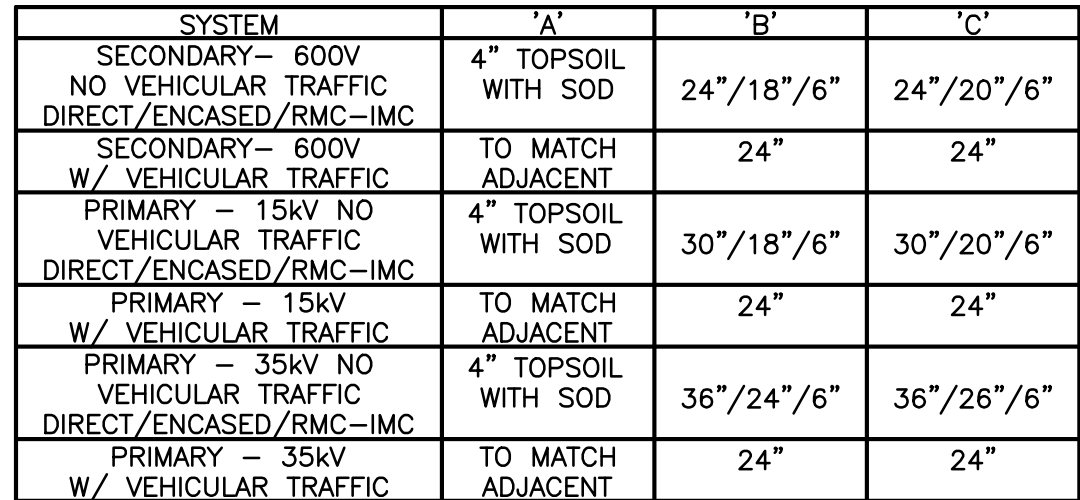 SYSTEM 'A' 'B' 'C'
SECONDARY– 600V
NO VEHICULAR TRAFFIC
DIRECT/ENCASED/RMC–IMC
4" TOPSOIL
WITH SOD
24"/18"/6"
24"/20"/6"
SECONDARY– 600V
W/ VEHICULAR TRAFFIC
TO MATCH
ADJACENT
24"
24"
PRIMARY – 15kV NO
VEHICULAR TRAFFIC
DIRECT/ENCASED/RMC–IMC
4" TOPSOIL
WITH SOD
30"/18"/6"
30"/20"/6"
PRIMARY – 15kV
W/ VEHICULAR TRAFFIC
TO MATCH
ADJACENT
24"
24"
PRIMARY – 35kV NO
VEHICULAR TRAFFIC
DIRECT/ENCASED/RMC–IMC
4" TOPSOIL
WITH SOD
36"/24"/6"
36"/26"/6"
PRIMARY – 35kV
W/ VEHICULAR TRAFFIC
TO MATCH
ADJACENT
24"
24"